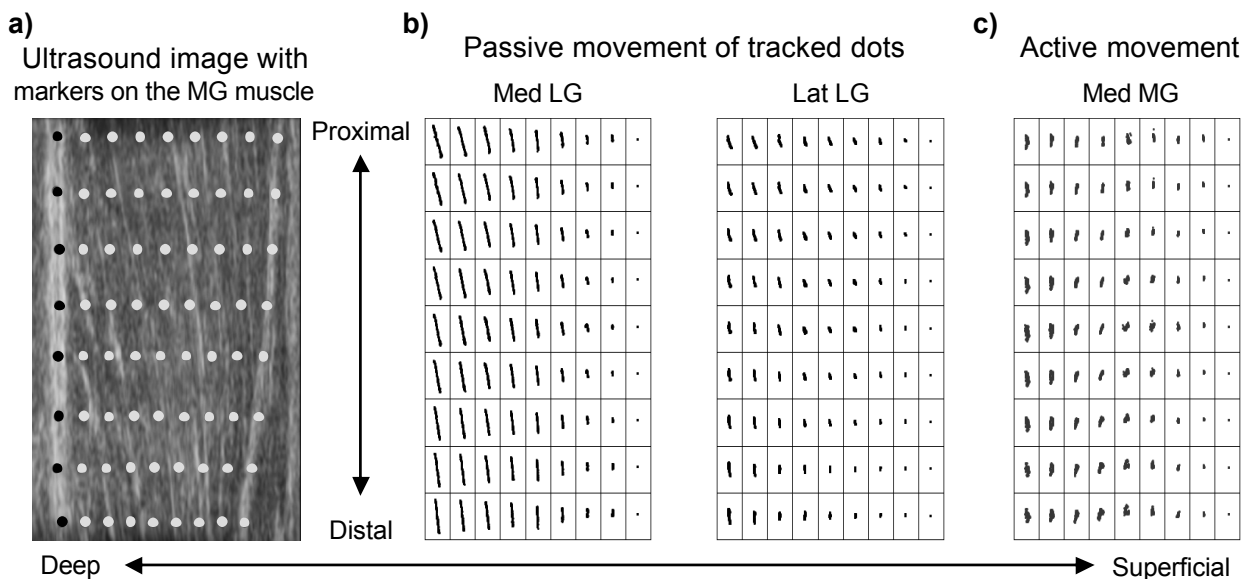 a)
Ultrasound image with
markers on the MG muscle
b)
Passive movement of tracked dots
Med LG
Lat LG
c)
Active movement
Med MG
Proximal
Distal
Deep
Superficial